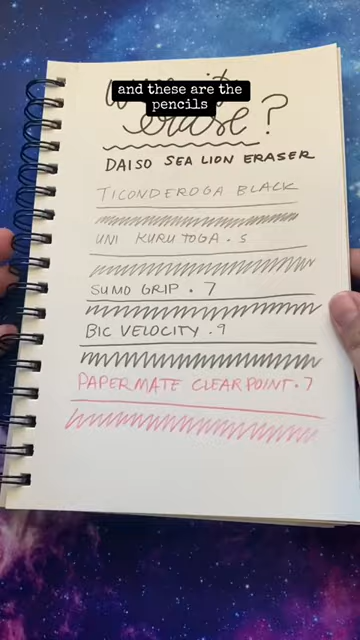 and these are the
pencils
erase?
DAISO SEA LION ERASER
TICONDEROGA BLACK
UNI KURU TOGA .5
SUMO GRIP .7
BIC VELOCITY .9
PAPERMATE CLEARPOINT .7